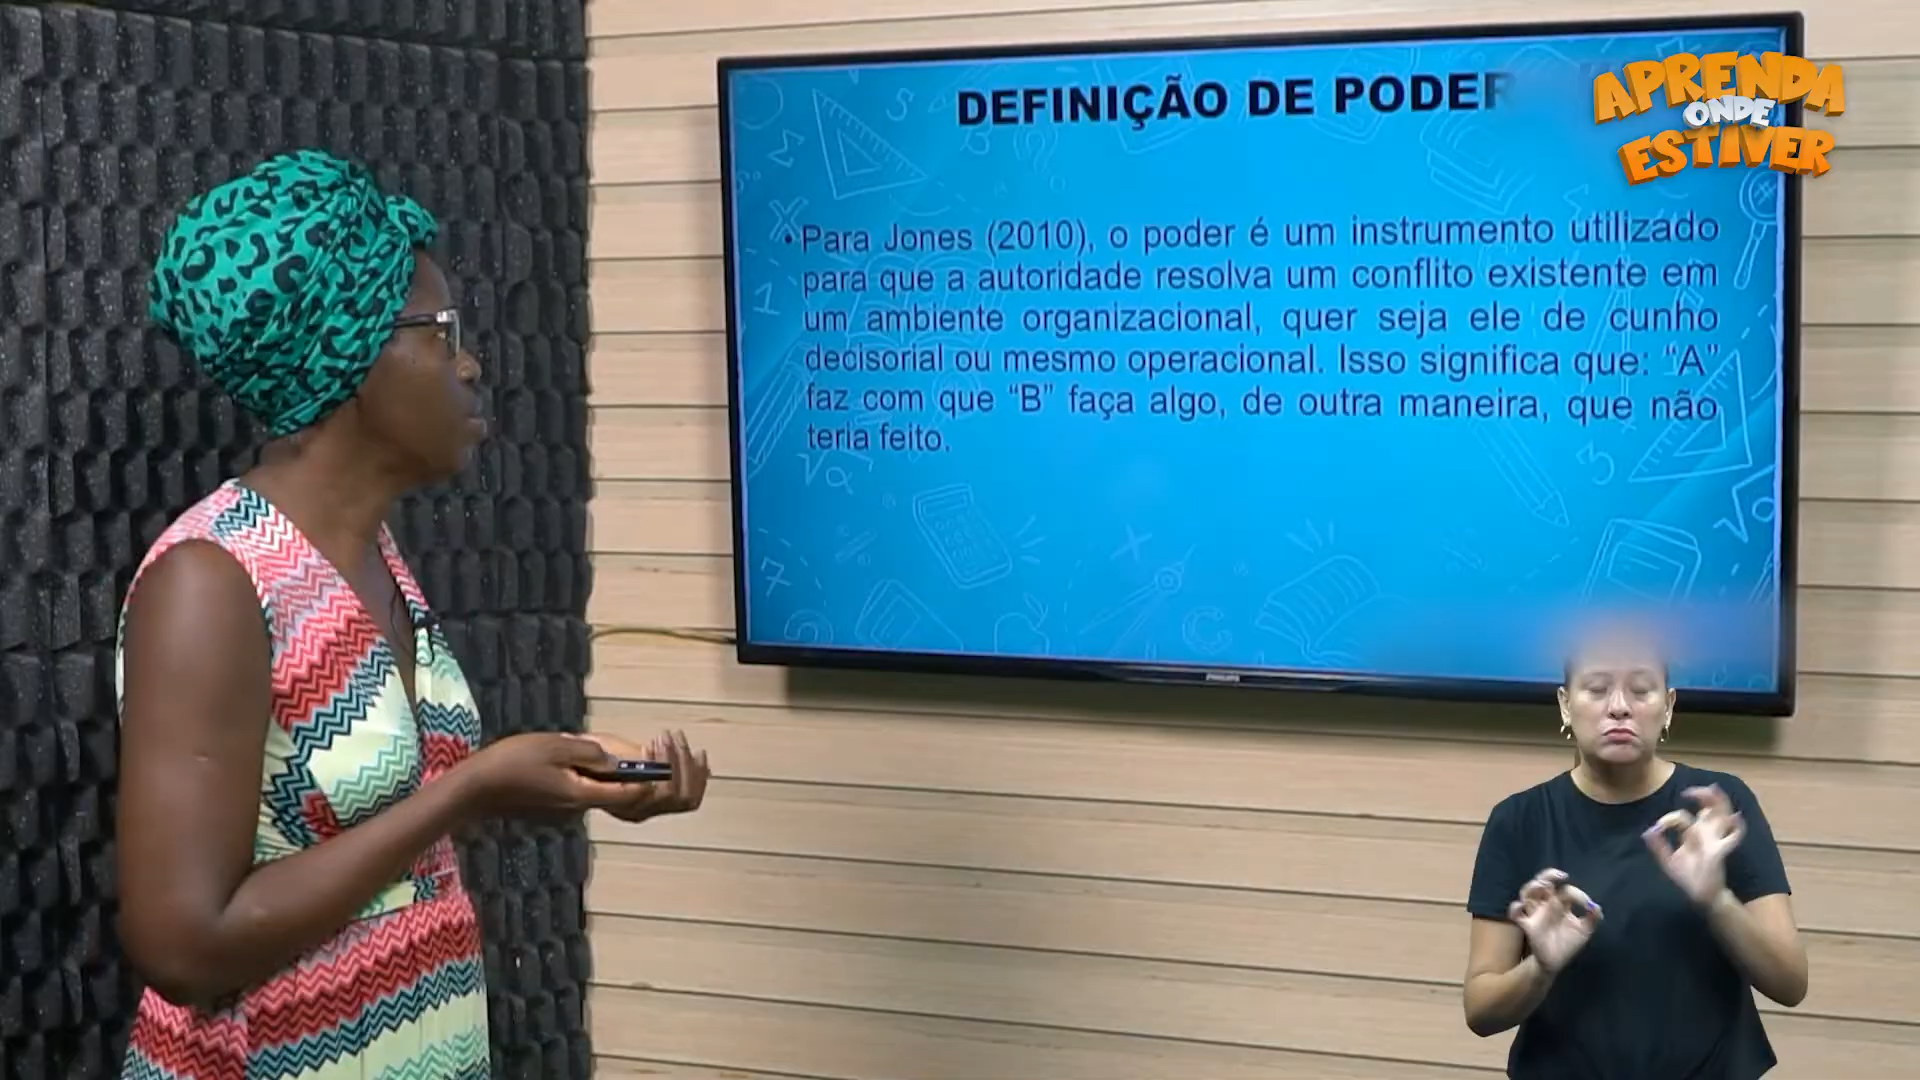 DEFINIÇÃO DE PODER
APRENDA
ONDE
ESTIVER
•Para Jones (2010), o poder é um instrumento utilizado
para que a autoridade resolva um conflito existente em
um ambiente organizacional, quer seja ele de cunho
decisorial ou mesmo operacional. Isso significa que: “A”
faz com que “B” faça algo, de outra maneira, que não
teria feito.
PHILIPS